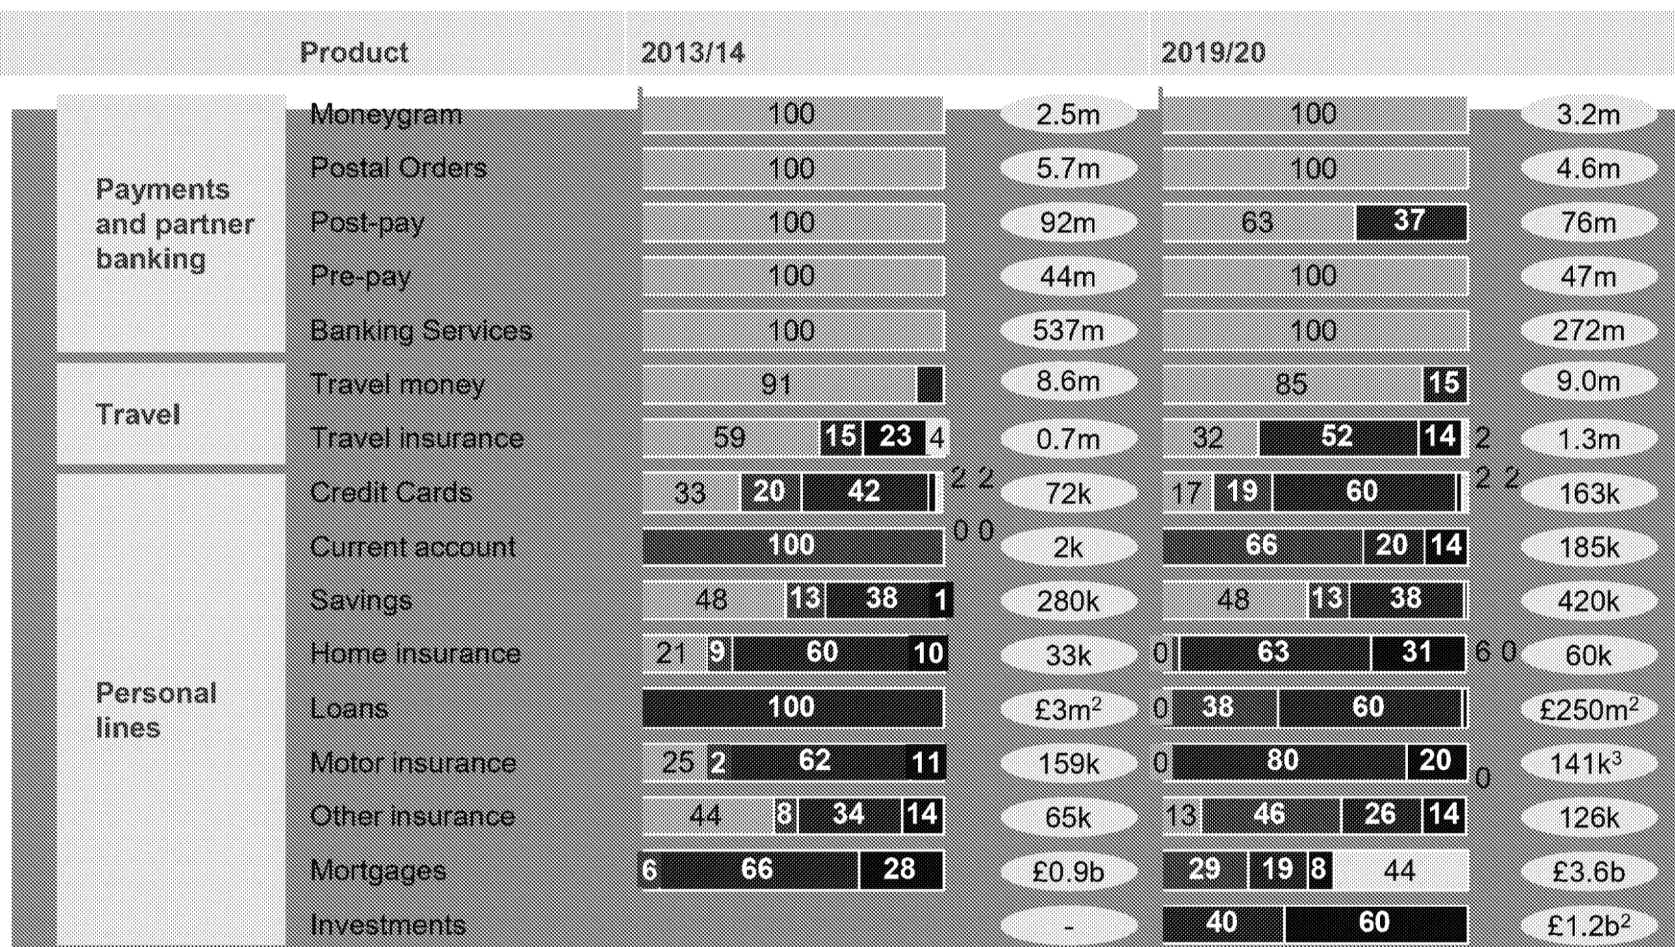 Product 2013/14 2019/20
Payments
and partner
banking
Moneygram 100 2.5m 100 3.2m
Postal Orders 100 5.7m 100 4.6m
Post-pay 100 92m 63 37 76m
Pre-pay 100 44m 100 47m
Banking Services 100 537m 100 272m
Travel
Travel money 91 8.6m 85 15 9.0m
Travel insurance 59 15 23 4 0.7m 32 52 14 2 1.3m
Personal
lines
Credit Cards 33 20 42 2 2 72k 17 19 60 2 2 163k
Current account 100 0 0 2k 66 20 14 185k
Savings 48 13 38 1 280k 48 13 38 420k
Home insurance 21 9 60 10 33k 0 63 31 6 0 60k
Loans 100 £3m² 0 38 60 £250m²
Motor insurance 25 2 62 11 159k 0 80 20 0 141k³
Other insurance 44 8 34 14 65k 13 46 26 14 126k
Mortgages 6 66 28 £0.9b 29 19 8 44 £3.6b
Investments - 40 60 £1.2b²